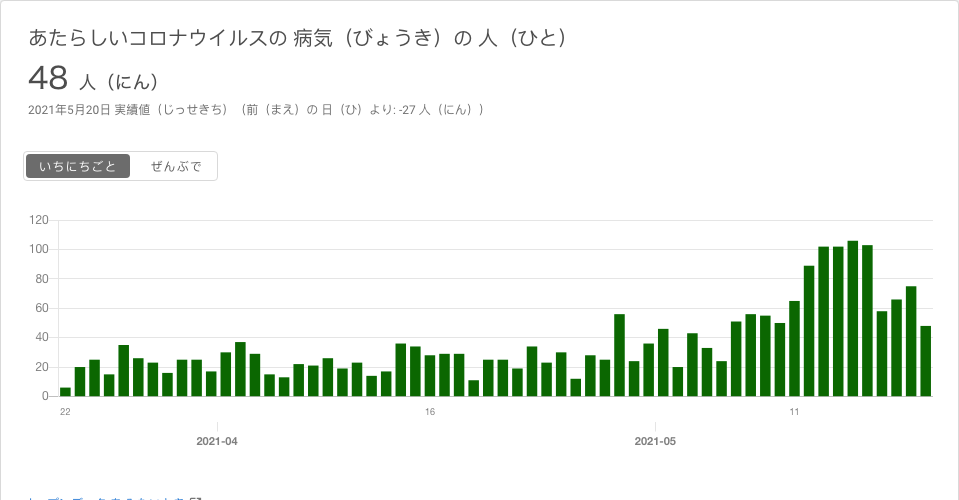 あたらしいコロナウイルスの 病気（びょうき）の 人（ひと）
48 人（にん）
2021年5月20日 実績値（じっせきち）（前（まえ）の 日（ひ）より: -27 人（にん））
いちにちごと ぜんぶで
120
100
80
60
40
20
0
22 16 11
2021-04 2021-05